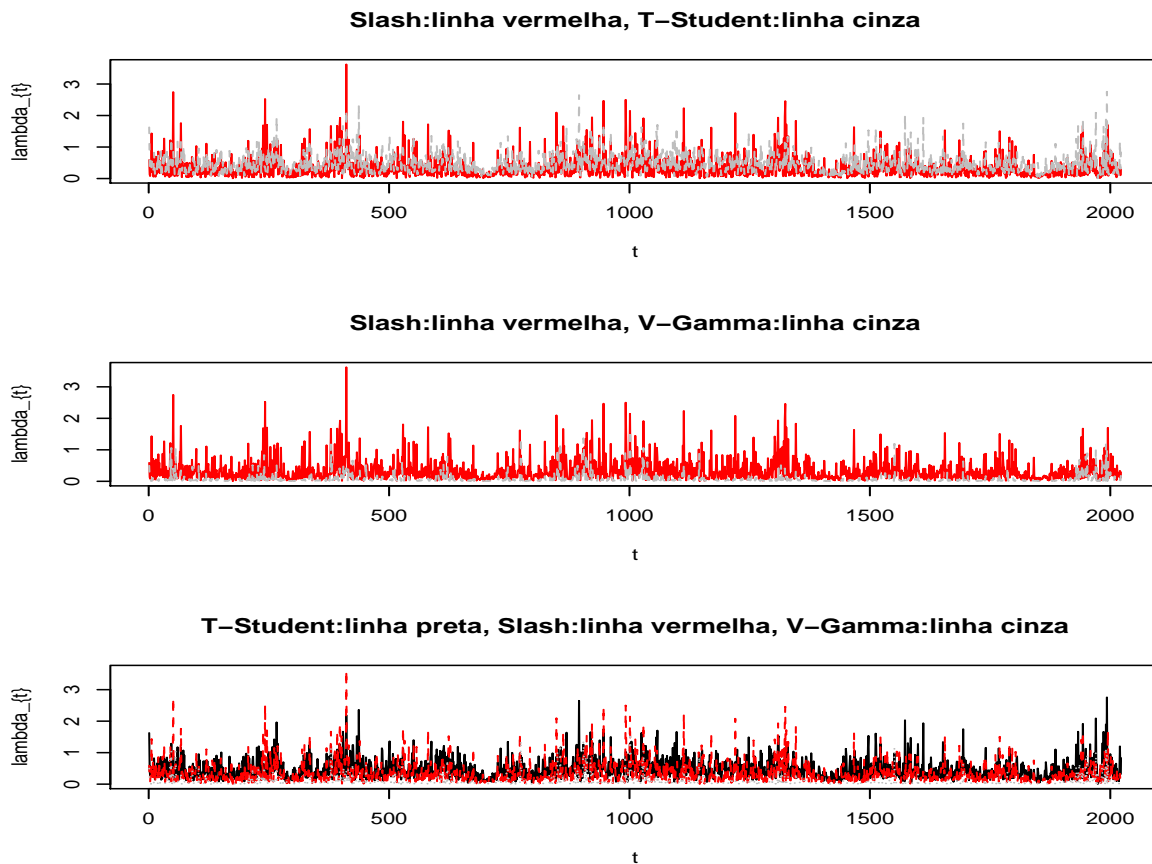 Slash:linha vermelha, T−Student:linha cinza
lambda_{t}
3
2
1
0
0 500 1000 1500 2000
t
Slash:linha vermelha, V−Gamma:linha cinza
lambda_{t}
3
2
1
0
0 500 1000 1500 2000
t
T−Student:linha preta, Slash:linha vermelha, V−Gamma:linha cinza
lambda_{t}
3
2
1
0
0 500 1000 1500 2000
t